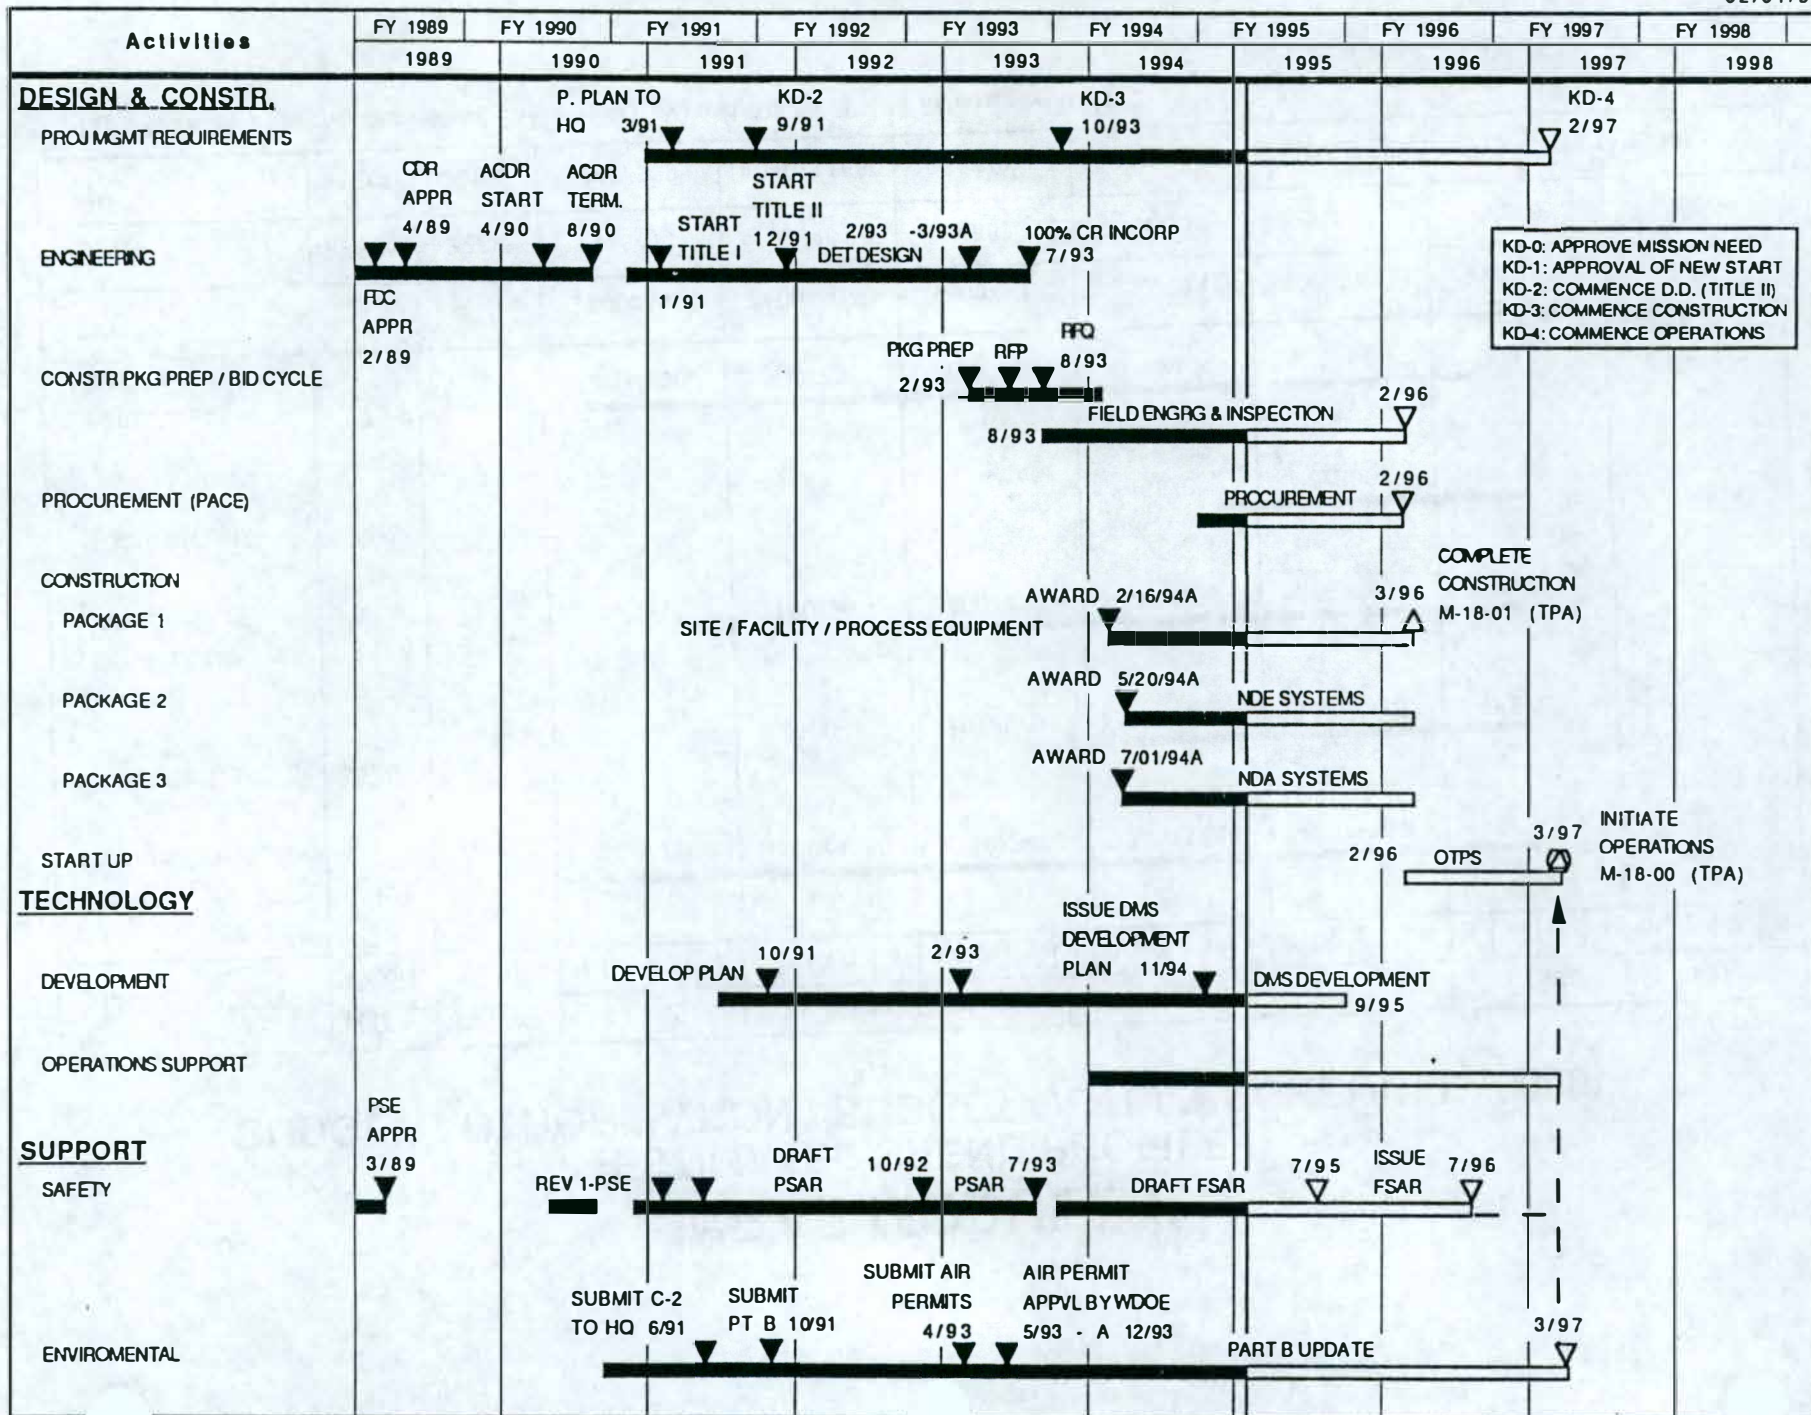 FY 1989 FY 1990 FY 1991 FY 1992 FY 1993 FY 1994 FY 1995 FY 1996 FY 1997 FY 1998
Activities
1989 1990 1991 1992 1993 1994 1995 1996 1997 1998
DESIGN & CONSTR.
P. PLAN TO
HQ 3/91
KD-2
9/91
KD-3
10/93
KD-4
2/97
PROJ MGMT REQUIREMENTS
CDR
APPR
4/89
ACDR
START
4/90
ACDR
TERM.
8/90
START
TITLE I
START
TITLE II
12/91
2/93 -3/93A
DET DESIGN
100% CR INCORP
7/93
ENGINEERING
FDC
APPR
2/89
1/91
KD-0: APPROVE MISSION NEED
KD-1: APPROVAL OF NEW START
KD-2: COMMENCE D.D. (TITLE II)
KD-3: COMMENCE CONSTRUCTION
KD-4: COMMENCE OPERATIONS
CONSTR PKG PREP / BID CYCLE
PKG PREP
2/93
RFP
RFQ
8/93
FIELD ENGRG & INSPECTION
8/93
2/96
PROCUREMENT (PACE)
PROCUREMENT
2/96
CONSTRUCTION
PACKAGE 1
AWARD 2/16/94A
SITE / FACILITY / PROCESS EQUIPMENT
3/96
COMPLETE
CONSTRUCTION
M-18-01 (TPA)
PACKAGE 2
AWARD 5/20/94A
NDE SYSTEMS
PACKAGE 3
AWARD 7/01/94A
NDA SYSTEMS
START UP
2/96
OTPS
3/97
INITIATE
OPERATIONS
M-18-00 (TPA)
TECHNOLOGY
DEVELOPMENT
DEVELOP PLAN
10/91
2/93
ISSUE DMS
DEVELOPMENT
PLAN 11/94
DMS DEVELOPMENT
9/95
OPERATIONS SUPPORT
SUPPORT
SAFETY
PSE
APPR
3/89
REV 1-PSE
DRAFT
PSAR
10/92
PSAR
7/93
DRAFT FSAR
7/95
ISSUE
FSAR
7/96
ENVIROMENTAL
SUBMIT C-2
TO HQ 6/91
SUBMIT
PT B 10/91
SUBMIT AIR
PERMITS
4/93
AIR PERMIT
APPVL BY WDOE
5/93 - A 12/93
PART B UPDATE
3/97